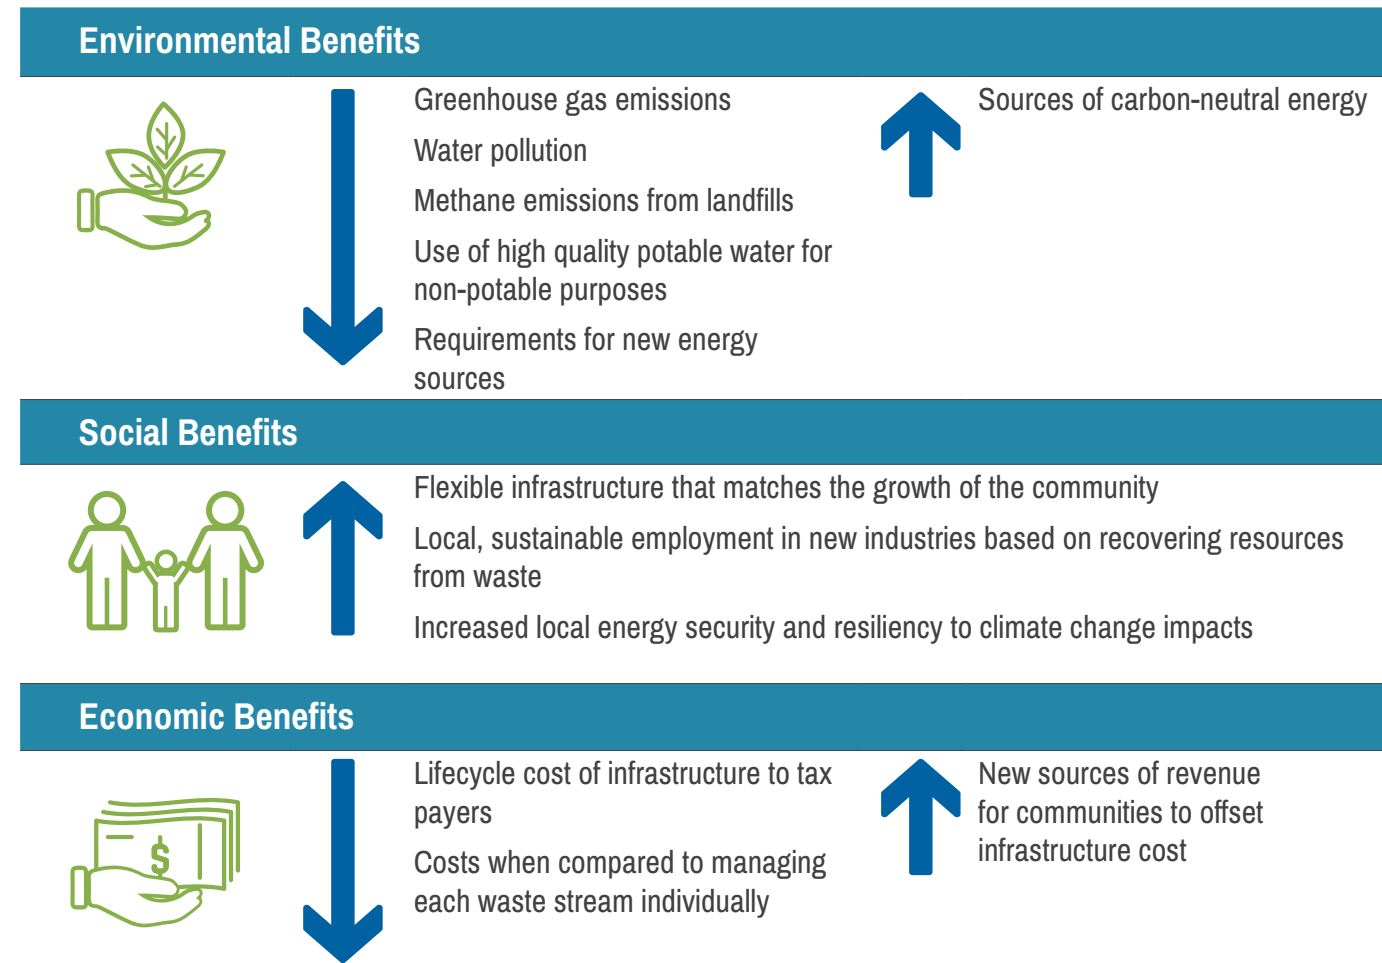 Environmental Benefits
Greenhouse gas emissions
Water pollution
Methane emissions from landfills
Use of high quality potable water for
non-potable purposes
Requirements for new energy
sources
Sources of carbon-neutral energy
Social Benefits
Flexible infrastructure that matches the growth of the community
Local, sustainable employment in new industries based on recovering resources
from waste
Increased local energy security and resiliency to climate change impacts
Economic Benefits
$
Lifecycle cost of infrastructure to tax
payers
Costs when compared to managing
each waste stream individually
New sources of revenue
for communities to offset
infrastructure cost